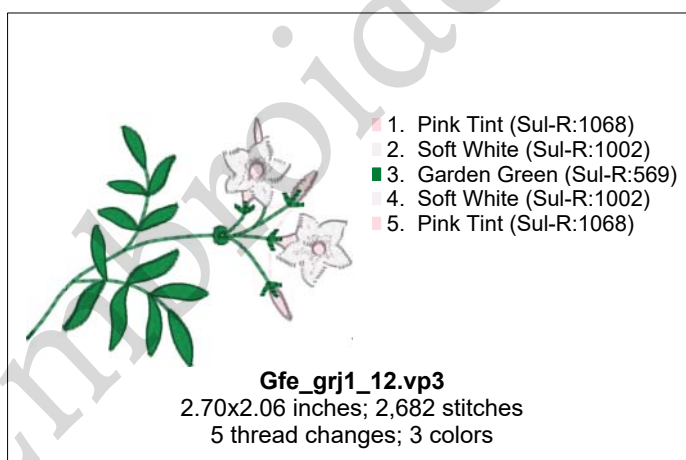 1. Pink Tint (Sul-R:1068)
2. Soft White (Sul-R:1002)
3. Garden Green (Sul-R:569)
4. Soft White (Sul-R:1002)
5. Pink Tint (Sul-R:1068)
Gfe_grj1_12.vp3
2.70x2.06 inches; 2,682 stitches
5 thread changes; 3 colors